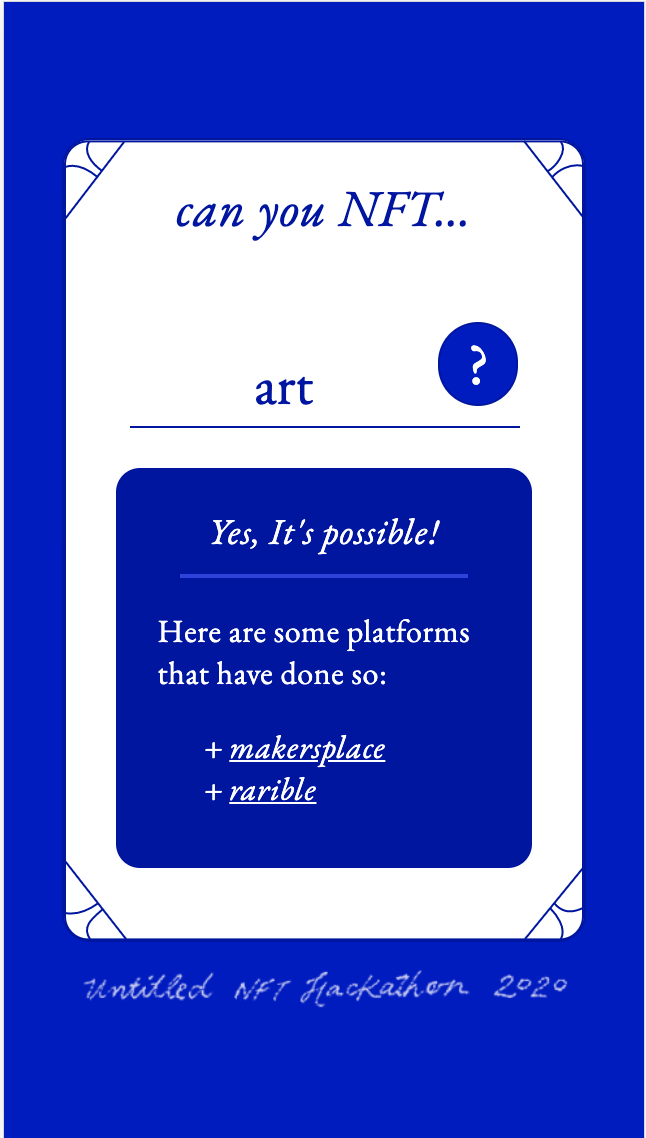 can you NFT...
art
?
Yes, It's possible!
Here are some platforms
that have done so:
+ makersplace
+ rarible
Untitled NFT Hackathon 2020